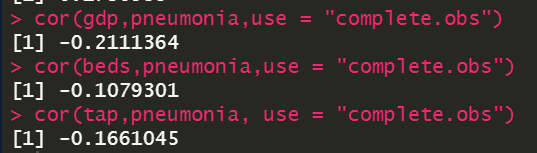 > cor(gdp,pneumonia,use = "complete.obs")
[1] -0.2111364
> cor(beds,pneumonia,use = "complete.obs")
[1] -0.1079301
> cor(tap,pneumonia, use = "complete.obs")
[1] -0.1661045